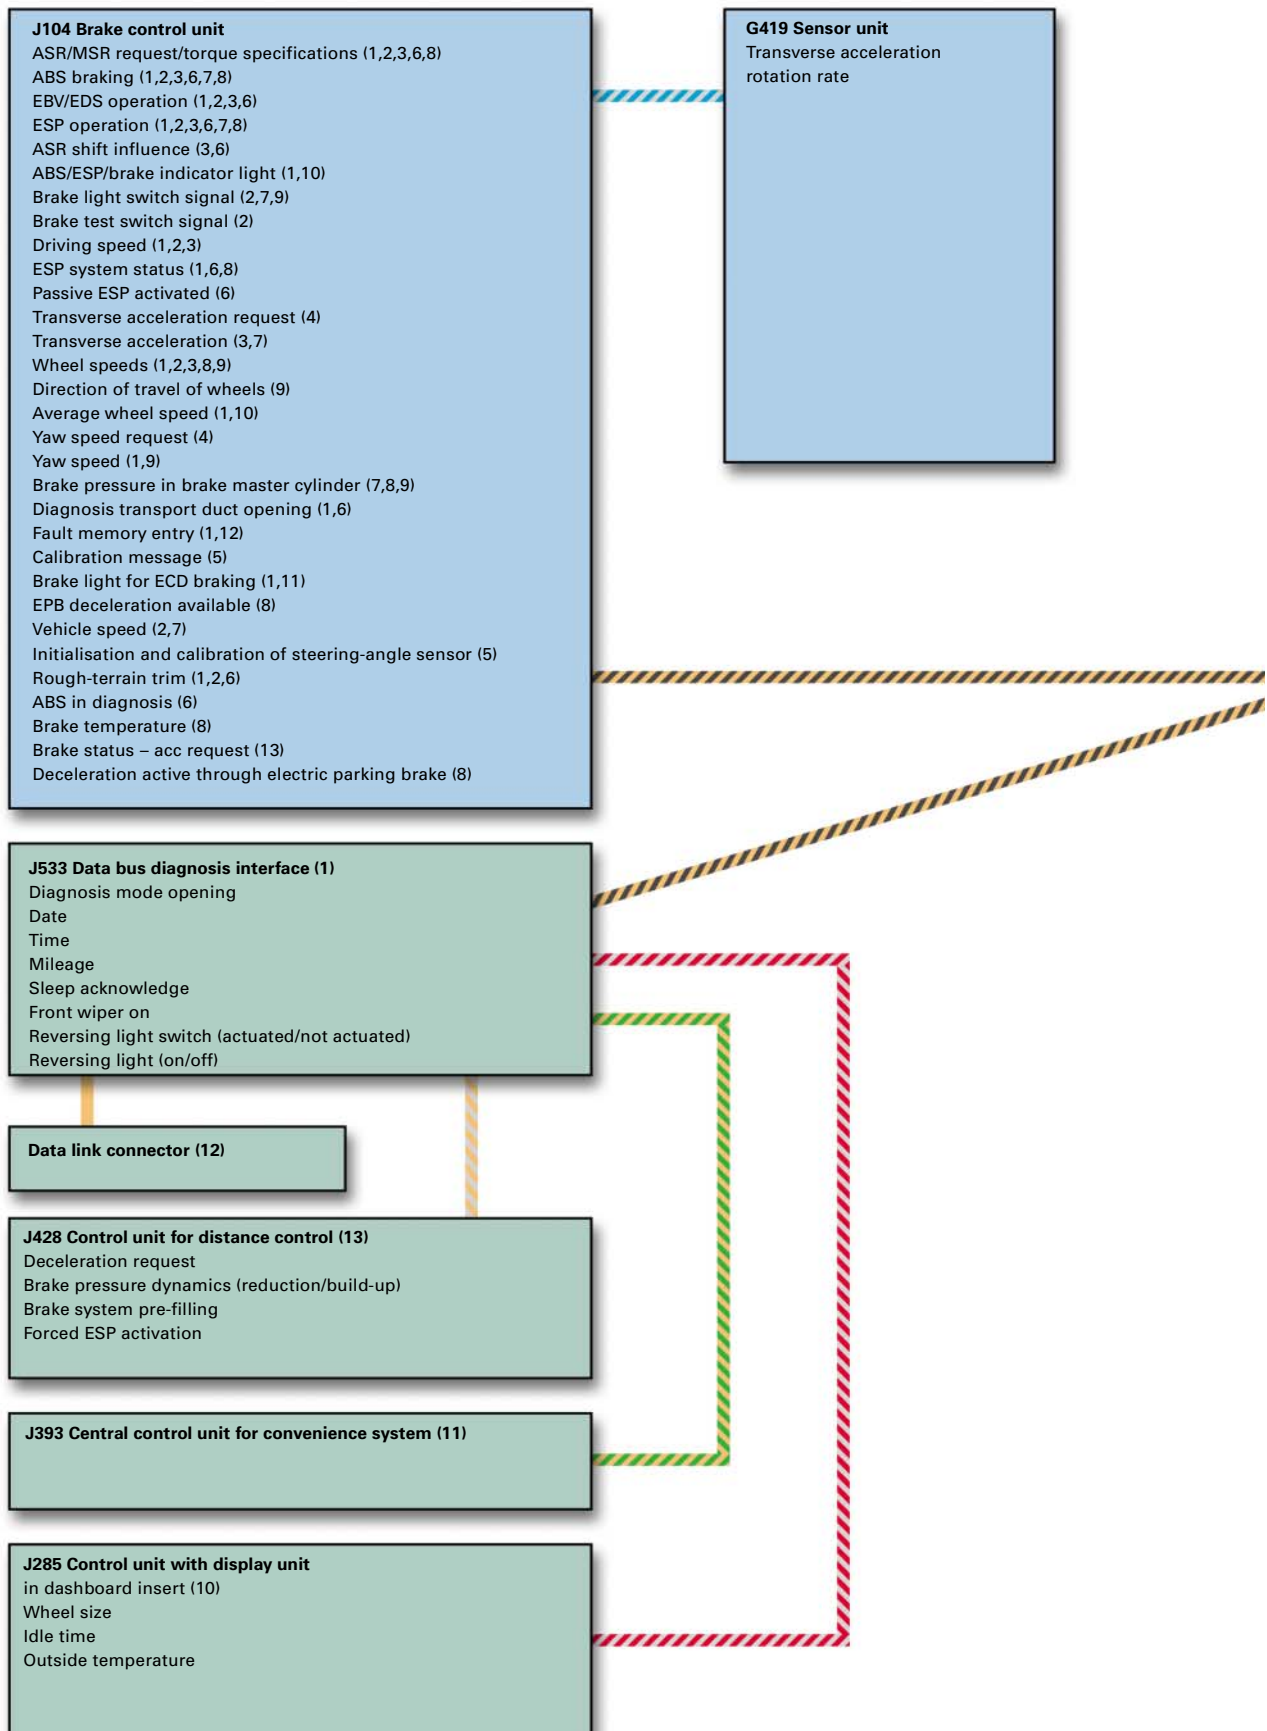 J104 Brake control unit
ASR/MSR request/torque specifications (1,2,3,6,8)
ABS braking (1,2,3,6,7,8)
EBV/EDS operation (1,2,3,6)
ESP operation (1,2,3,6,7,8)
ASR shift influence (3,6)
ABS/ESP/brake indicator light (1,10)
Brake light switch signal (2,7,9)
Brake test switch signal (2)
Driving speed (1,2,3)
ESP system status (1,6,8)
Passive ESP activated (6)
Transverse acceleration request (4)
Transverse acceleration (3,7)
Wheel speeds (1,2,3,8,9)
Direction of travel of wheels (9)
Average wheel speed (1,10)
Yaw speed request (4)
Yaw speed (1,9)
Brake pressure in brake master cylinder (7,8,9)
Diagnosis transport duct opening (1,6)
Fault memory entry (1,12)
Calibration message (5)
Brake light for ECD braking (1,11)
EPB deceleration available (8)
Vehicle speed (2,7)
Initialisation and calibration of steering-angle sensor (5)
Rough-terrain trim (1,2,6)
ABS in diagnosis (6)
Brake temperature (8)
Brake status – acc request (13)
Deceleration active through electric parking brake (8)
G419 Sensor unit
Transverse acceleration
rotation rate
J533 Data bus diagnosis interface (1)
Diagnosis mode opening
Date
Time
Mileage
Sleep acknowledge
Front wiper on
Reversing light switch (actuated/not actuated)
Reversing light (on/off)
Data link connector (12)
J428 Control unit for distance control (13)
Deceleration request
Brake pressure dynamics (reduction/build-up)
Brake system pre-filling
Forced ESP activation
J393 Central control unit for convenience system (11)
J285 Control unit with display unit
in dashboard insert (10)
Wheel size
Idle time
Outside temperature